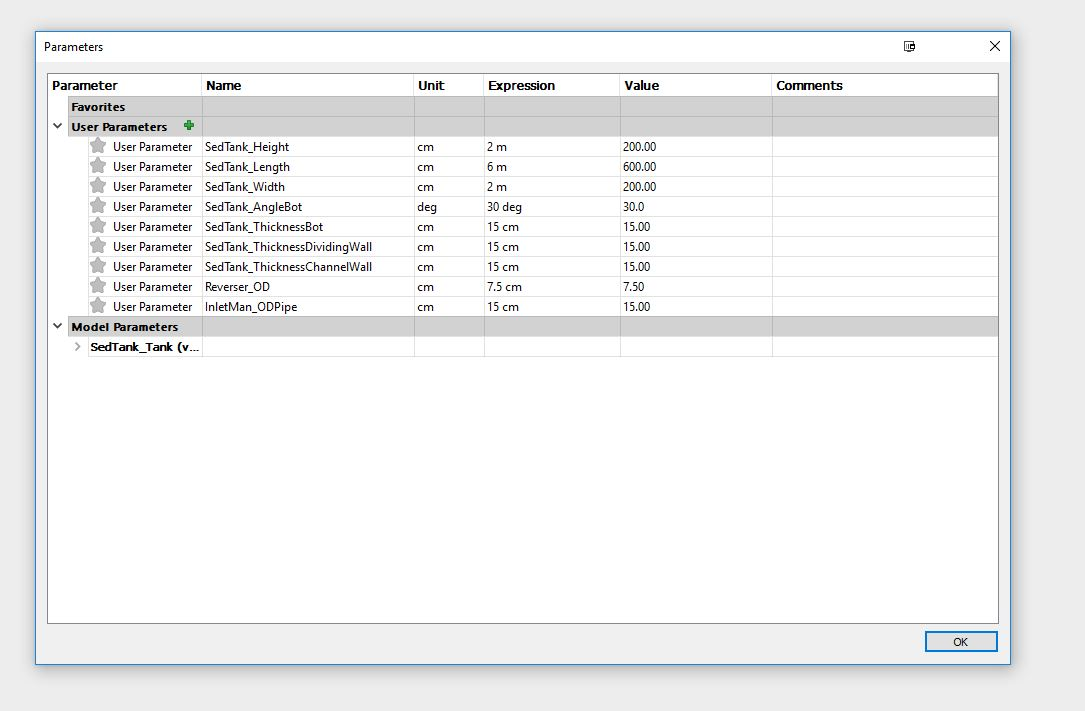 Parameters
Parameter Name Unit Expression Value Comments
Favorites
User Parameters
User Parameter SedTank_Height cm 2 m 200.00
User Parameter SedTank_Length cm 6 m 600.00
User Parameter SedTank_Width cm 2 m 200.00
User Parameter SedTank_AngleBot deg 30 deg 30.0
User Parameter SedTank_ThicknessBot cm 15 cm 15.00
User Parameter SedTank_ThicknessDividingWall cm 15 cm 15.00
User Parameter SedTank_ThicknessChannelWall cm 15 cm 15.00
User Parameter Reverser_OD cm 7.5 cm 7.50
User Parameter InletMan_ODPipe cm 15 cm 15.00
Model Parameters
SedTank_Tank (v...
OK